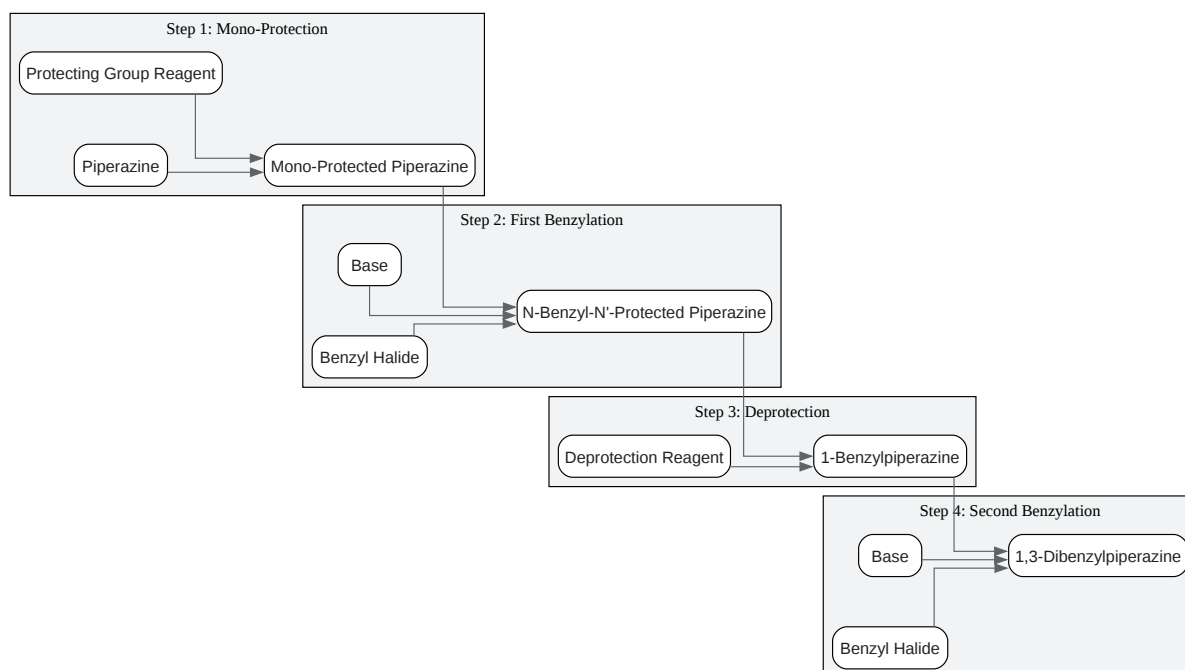 Step 1: Mono-Protection
Protecting Group Reagent
Piperazine
Mono-Protected Piperazine
Step 2: First Benzylation
Base
N-Benzyl-N'-Protected Piperazine
Benzyl Halide
Step 3: Deprotection
Deprotection Reagent
1-Benzylpiperazine
Step 4: Second Benzylation
Base
1,3-Dibenzylpiperazine
Benzyl Halide